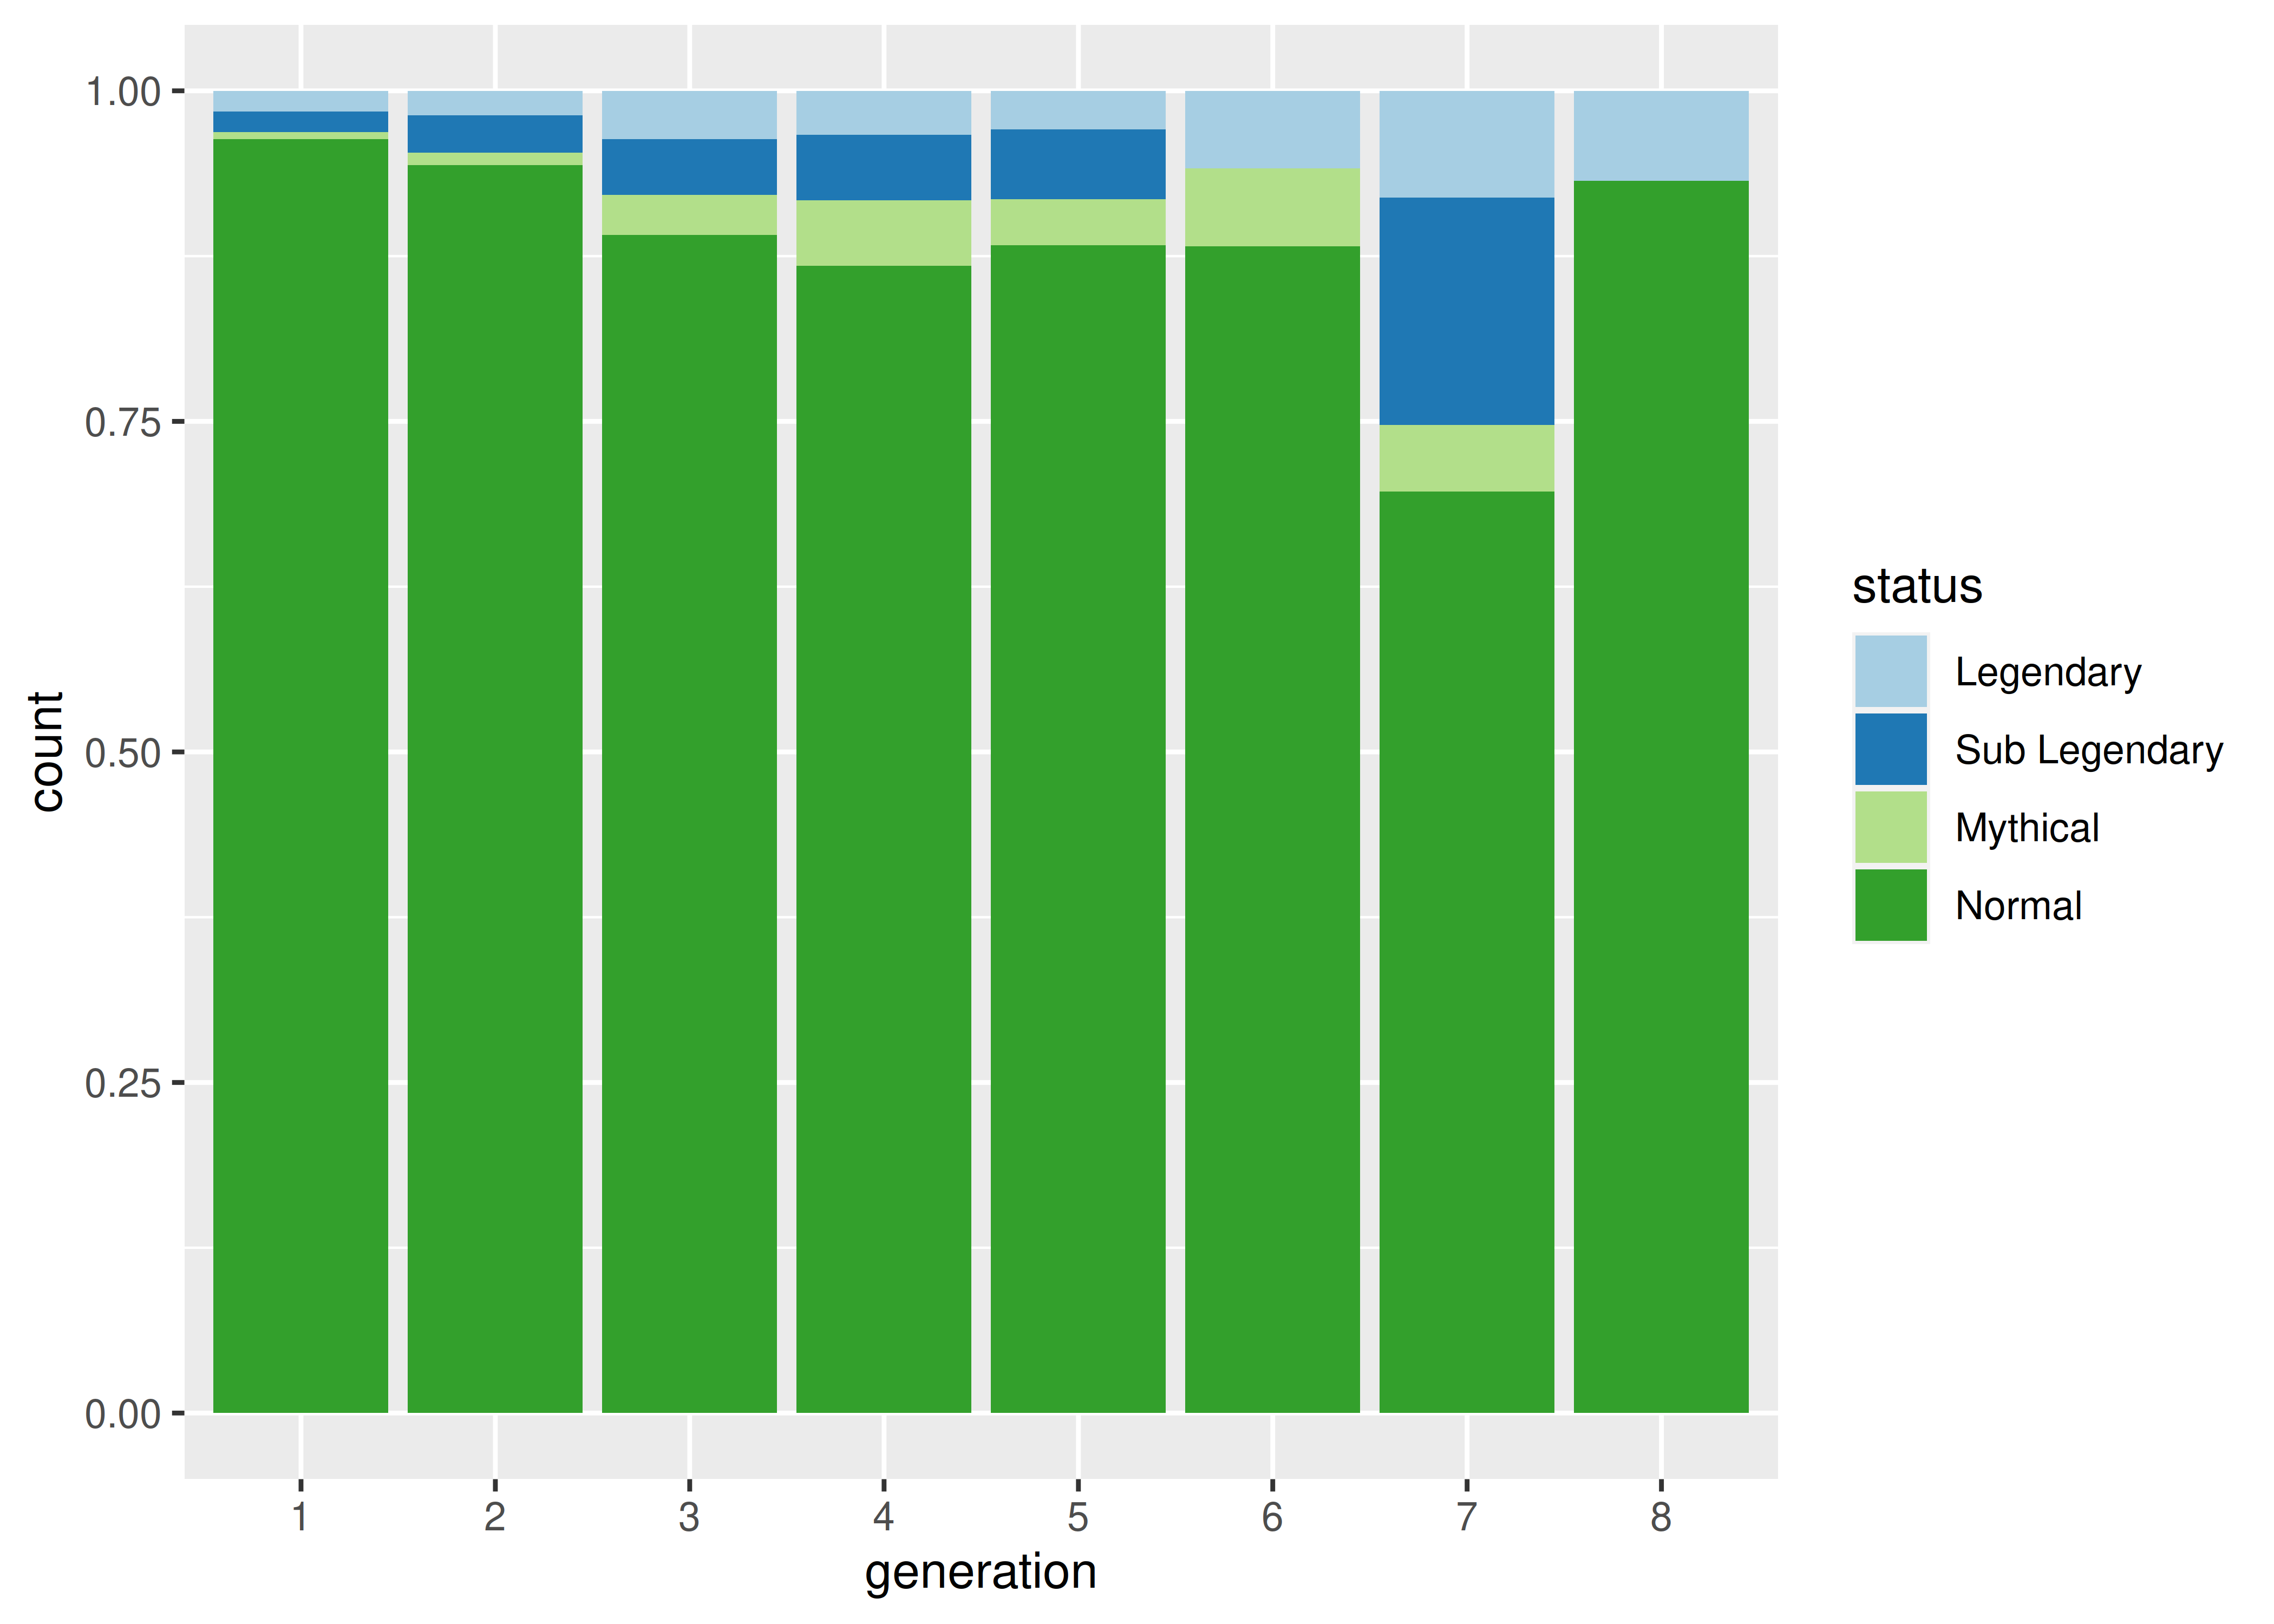 count
1.00
0.75
0.50
0.25
0.00
1 2 3 4 5 6 7 8
generation
status
Legendary
Sub Legendary
Mythical
Normal